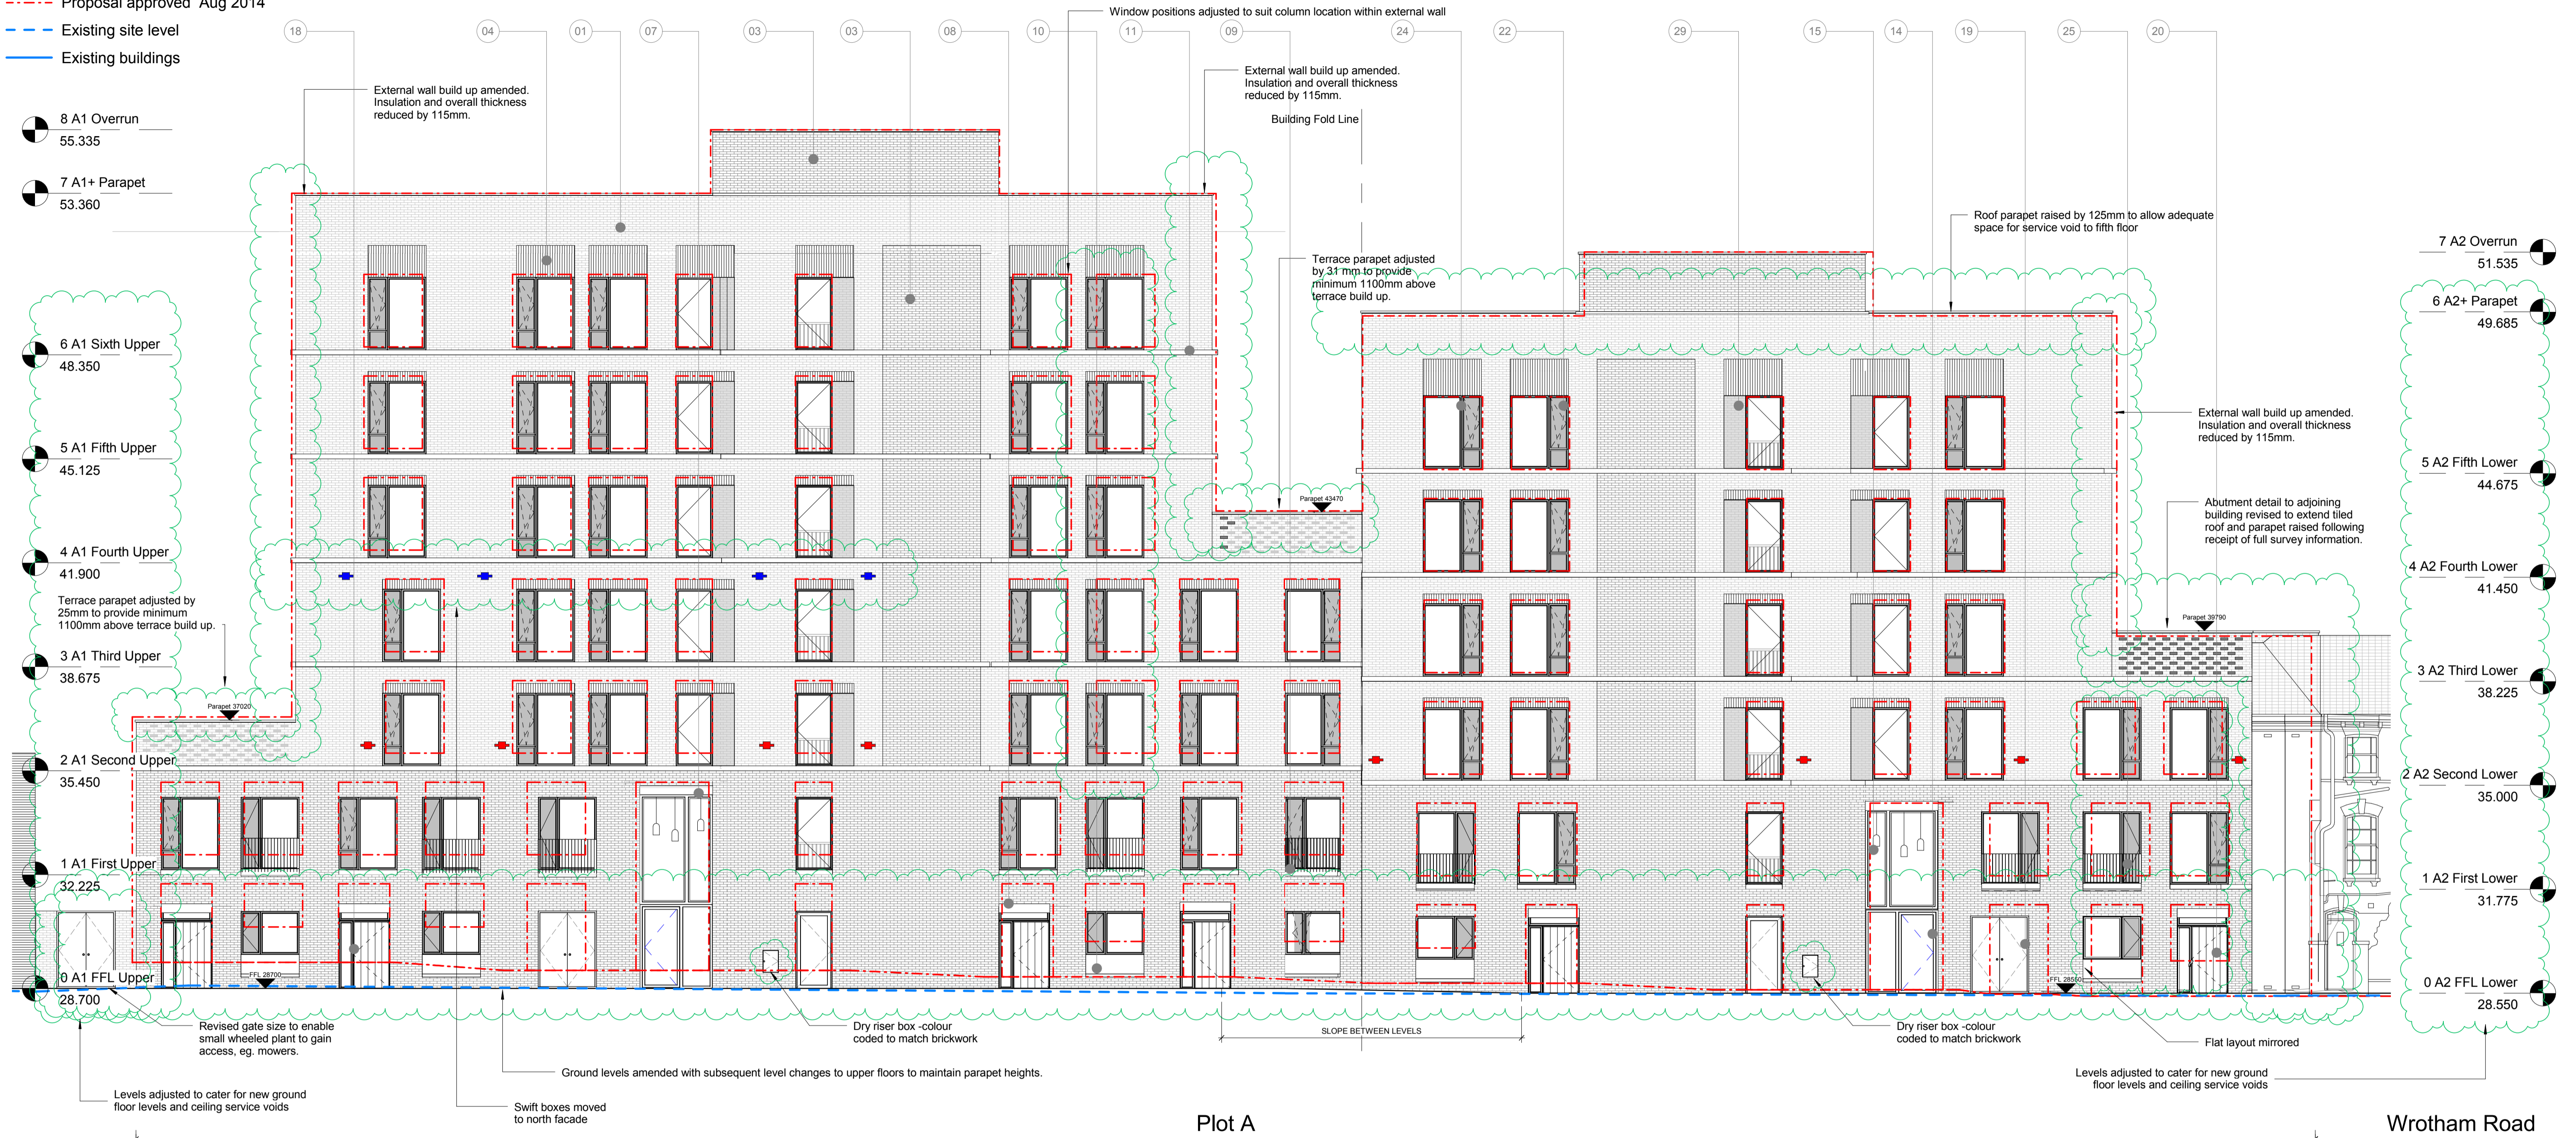 Proposal approved Aug 2014
Existing site level
Existing buildings
18
04
01
07
03
03
08
10
11
09
24
22
29
15
14
19
25
20
Window positions adjusted to suit column location within external wall
External wall build up amended.
Insulation and overall thickness
reduced by 115mm.
External wall build up amended.
Insulation and overall thickness
reduced by 115mm.
Building Fold Line
8 A1 Overrun
55.335
7 A1+ Parapet
53.360
6 A1 Sixth Upper
48.350
5 A1 Fifth Upper
45.125
4 A1 Fourth Upper
41.900
Terrace parapet adjusted by
25mm to provide minimum
1100mm above terrace build up.
3 A1 Third Upper
38.675
Parapet 37020
2 A1 Second Upper
35.450
1 A1 First Upper
32.225
0 A1 FFL Upper
28.700
FFL 28700
Terrace parapet adjusted
by 31 mm to provide
minimum 1100mm above
terrace build up.
Parapet 43470
Roof parapet raised by 125mm to allow adequate
space for service void to fifth floor
External wall build up amended.
Insulation and overall thickness
reduced by 115mm.
Abutment detail to adjoining
building revised to extend tiled
roof and parapet raised following
receipt of full survey information.
Parapet 39790
7 A2 Overrun
51.535
6 A2+ Parapet
49.685
5 A2 Fifth Lower
44.675
4 A2 Fourth Lower
41.450
3 A2 Third Lower
38.225
2 A2 Second Lower
35.000
1 A2 First Lower
31.775
0 A2 FFL Lower
28.550
FFL 28550
Revised gate size to enable
small wheeled plant to gain
access, eg. mowers.
Dry riser box -colour
coded to match brickwork
SLOPE BETWEEN LEVELS
Dry riser box -colour
coded to match brickwork
Flat layout mirrored
Ground levels amended with subsequent level changes to upper floors to maintain parapet heights.
Levels adjusted to cater for new ground
floor levels and ceiling service voids
Levels adjusted to cater for new ground
floor levels and ceiling service voids
Swift boxes moved
to north facade
Plot A
Wrotham Road